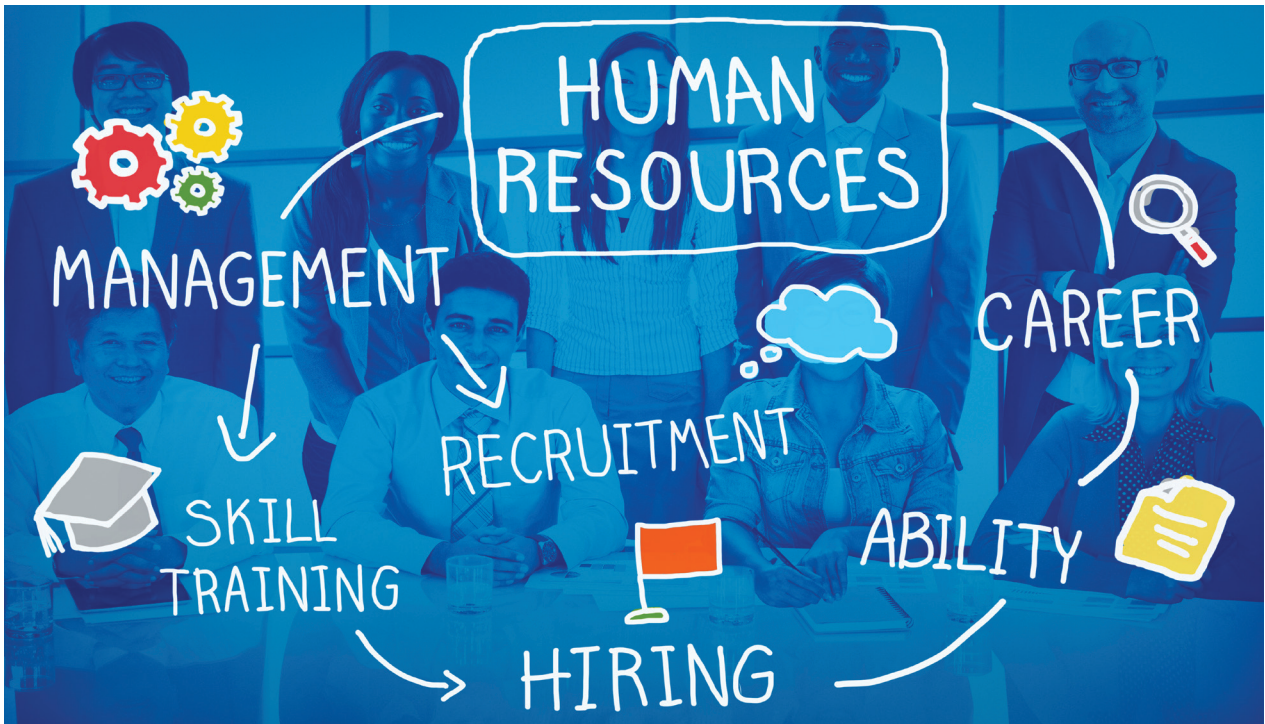 HUMAN
RESOURCES
MANAGEMENT
CAREER
RECRUITMENT
SKILL
TRAINING
ABILITY
HIRING